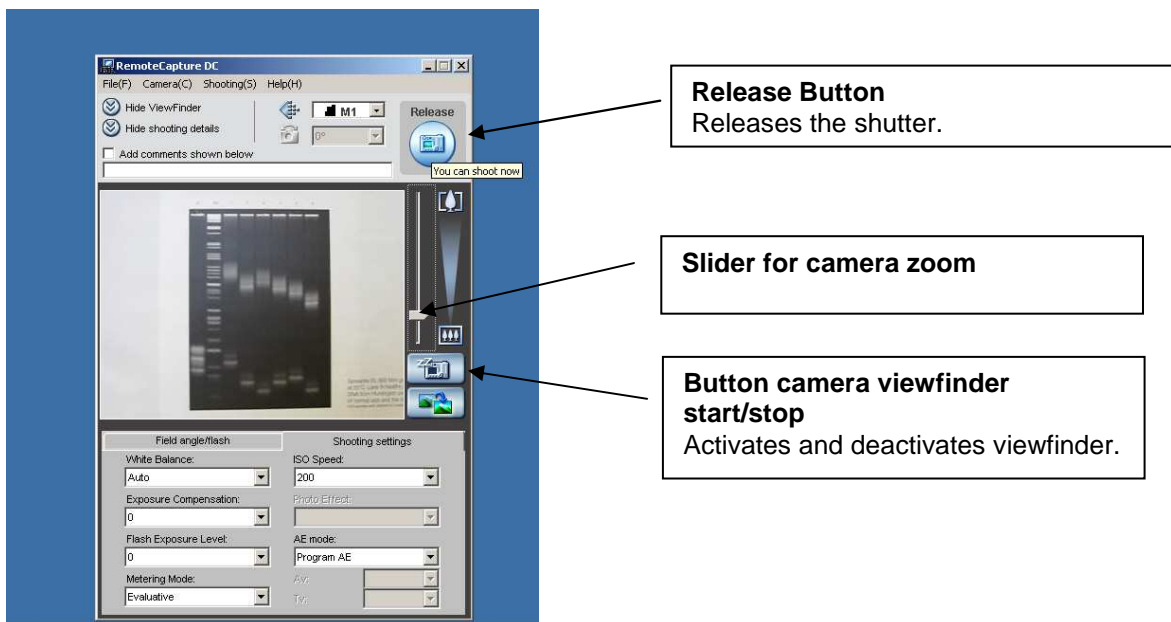 RemoteCapture DC
File(F) Camera(C) Shooting(S) Help(H)
Hide ViewFinder
Hide shooting details
M1
0°
Release
Add comments shown below
You can shoot now
Field angle/flash
Shooting settings
White Balance:
Auto
ISO Speed:
200
Exposure Compensation:
0
Photo Effect:
Flash Exposure Level:
0
AE mode:
Program AE
Metering Mode:
Evaluative
Av:
Tv:
Release Button
Releases the shutter.
Slider for camera zoom
Button camera viewfinder
start/stop
Activates and deactivates viewfinder.